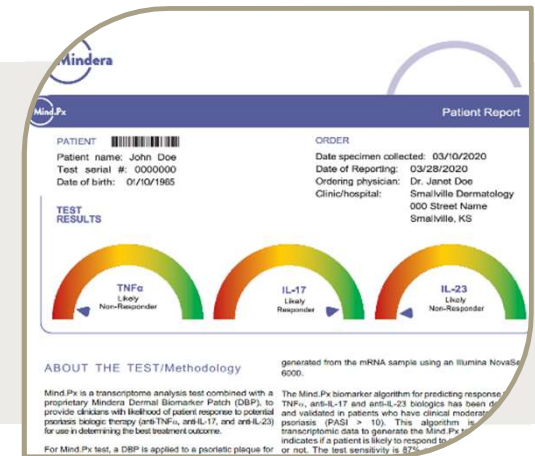 Mindera
Mind.Px
Patient Report
PATIENT
Patient name: John Doe
Test serial #: 0000000
Date of birth: 01/10/1965
ORDER
Date specimen collected: 03/10/2020
Date of Reporting: 03/28/2020
Ordering physician: Dr. Janet Doe
Clinic/hospital: Smallville Dermatology
000 Street Name
Smallville, KS
TEST
RESULTS
TNFα
Likely
Non-Responder
IL-17
Likely
Responder
IL-23
Likely
Non-Responder
ABOUT THE TEST/Methodology
Mind.Px is a transcriptome analysis test combined with a
proprietary Mindera Dermal Biomarker Patch (DBP), to
provide clinicians with likelihood of patient response to potential
psoriasis biologic therapy (anti-TNFα, anti-IL-17, and anti-IL-23)
for use in determining the best treatment outcome.
For Mind.Px test, a DBP is applied to a psoriatic plaque for
generated from the mRNA sample using an Illumina
6000.
The Mind.Px biomarker algorithm for predicting response
TNFα, anti-IL-17 and anti-IL-23 biologics has been
and validated in patients who have clinical
psoriasis (PASI > 10). This algorithm is
transcriptomic data to generate the Mind.Px
indicates if a patient is likely to respond to
or not. The test sensitivity is